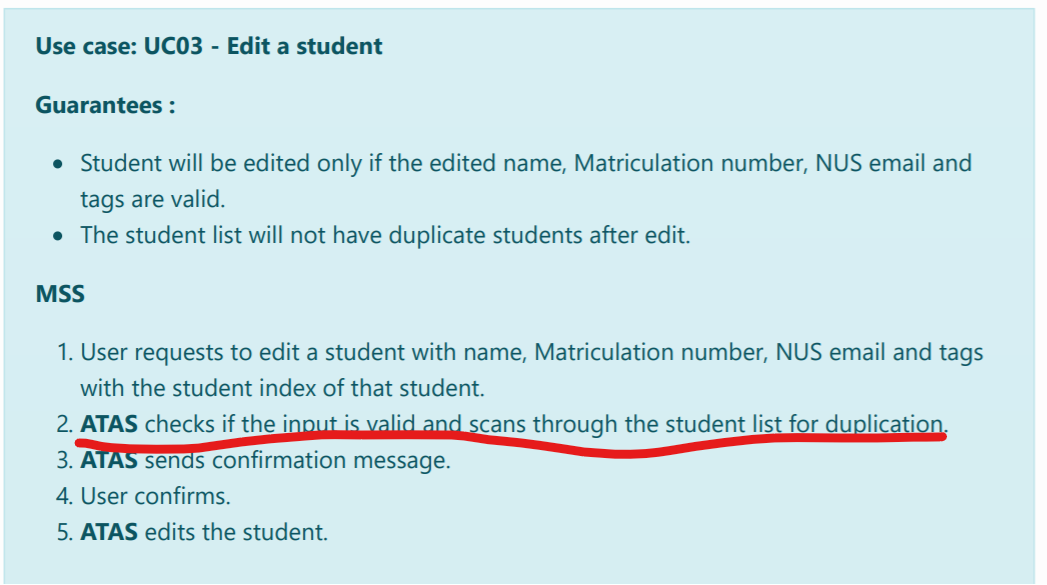 Use case: UC03 - Edit a student
Guarantees :
• Student will be edited only if the edited name, Matriculation number, NUS email and
tags are valid.
• The student list will not have duplicate students after edit.
MSS
1. User requests to edit a student with name, Matriculation number, NUS email and tags
with the student index of that student.
2. ATAS checks if the input is valid and scans through the student list for duplication.
3. ATAS sends confirmation message.
4. User confirms.
5. ATAS edits the student.